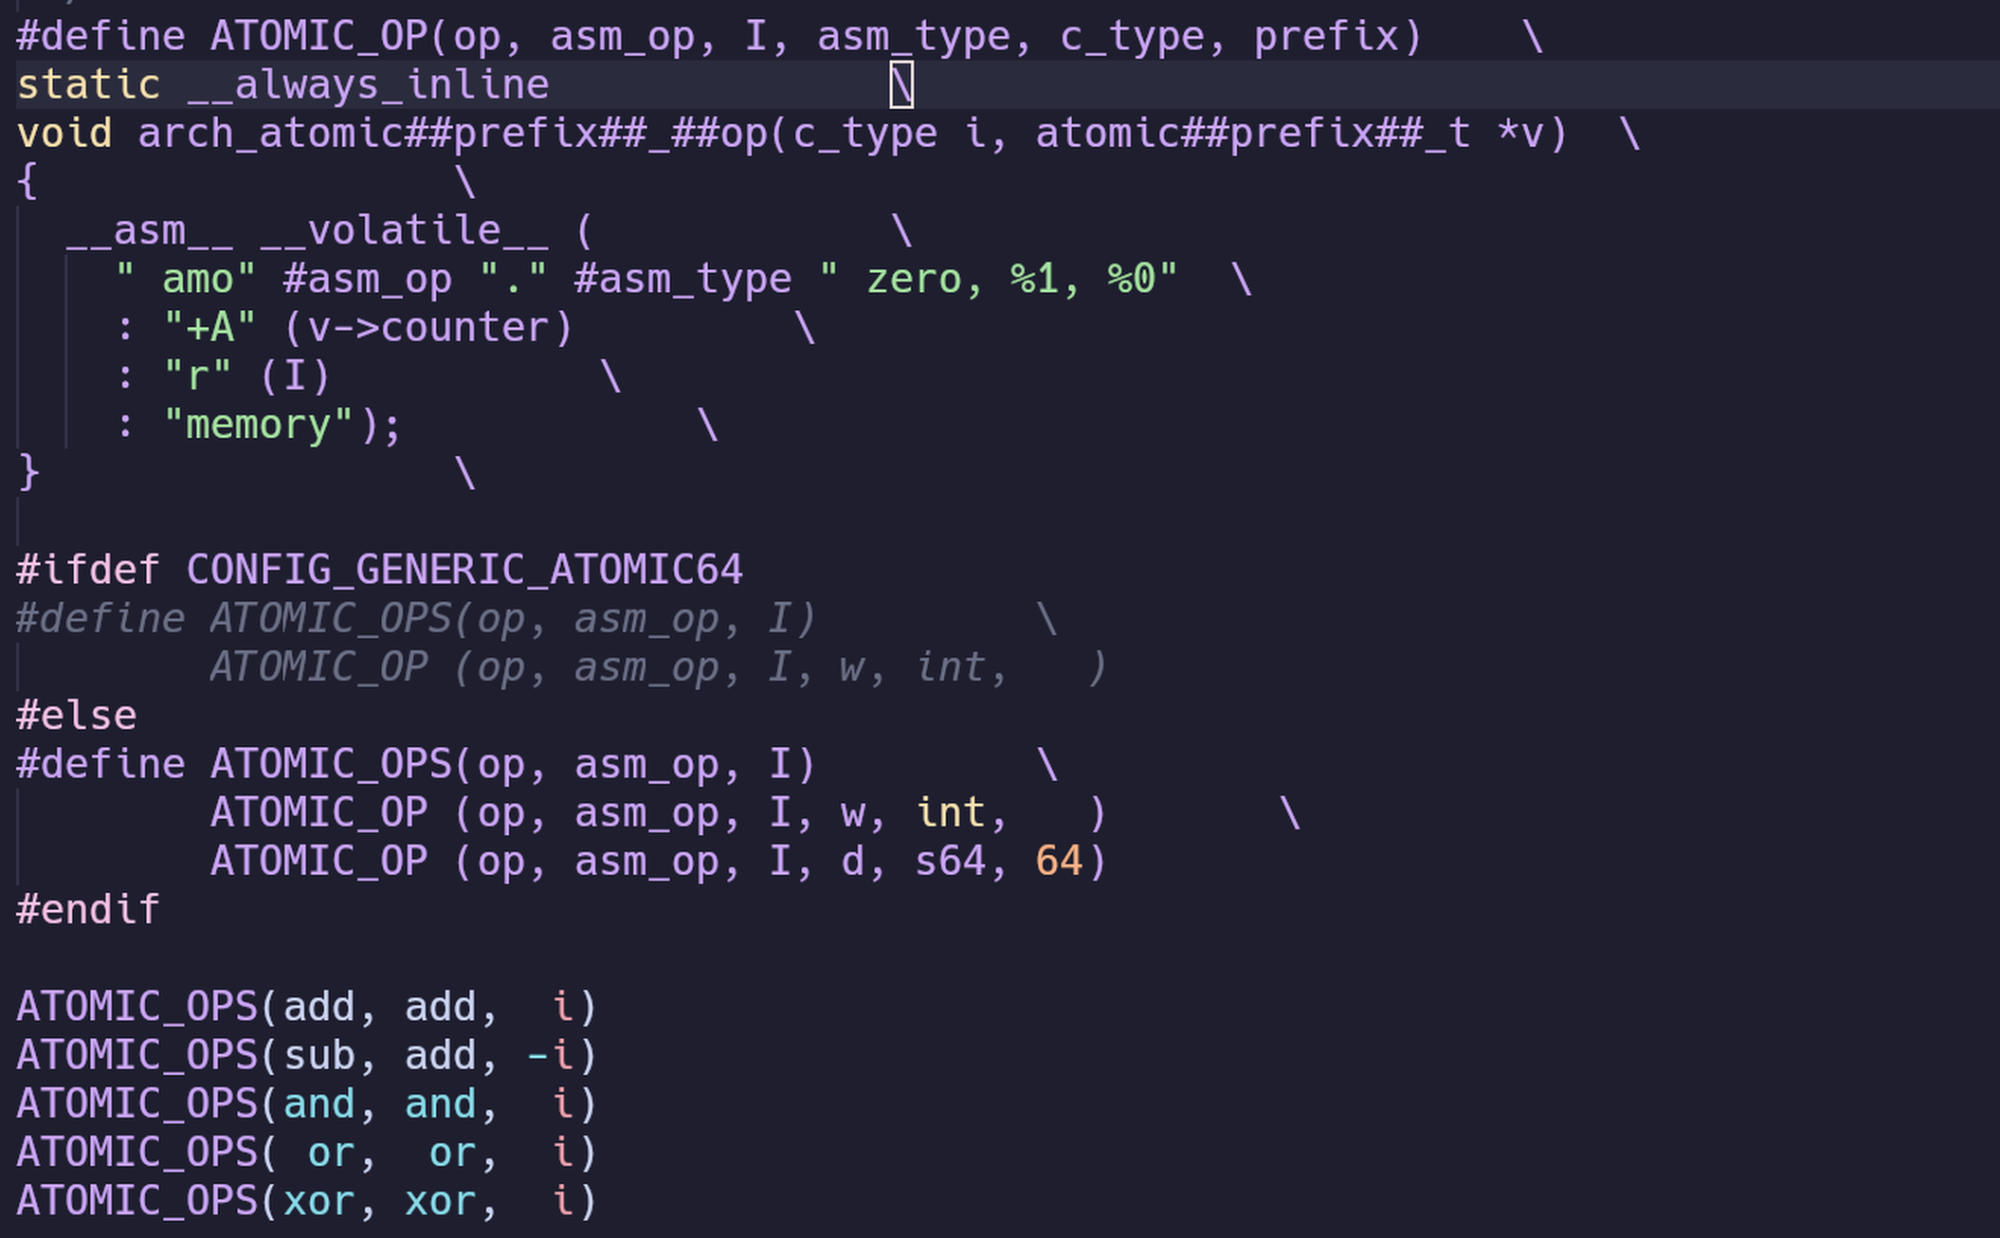 #define ATOMIC_OP(op, asm_op, I, asm_type, c_type, prefix)    \
static __always_inline              \
void arch_atomic##prefix##_##op(c_type i, atomic##prefix##_t *v)  \
{                 \
  __asm__ __volatile__ (            \
    " amo" #asm_op "." #asm_type " zero, %1, %0"  \
    : "+A" (v->counter)         \
    : "r" (I)           \
    : "memory");            \
}                 \

#ifdef CONFIG_GENERIC_ATOMIC64
#define ATOMIC_OPS(op, asm_op, I)         \
        ATOMIC_OP (op, asm_op, I, w, int,   )
#else
#define ATOMIC_OPS(op, asm_op, I)         \
        ATOMIC_OP (op, asm_op, I, w, int,   )       \
        ATOMIC_OP (op, asm_op, I, d, s64, 64)
#endif

ATOMIC_OPS(add, add,  i)
ATOMIC_OPS(sub, add, -i)
ATOMIC_OPS(and, and,  i)
ATOMIC_OPS( or,  or,  i)
ATOMIC_OPS(xor, xor,  i)